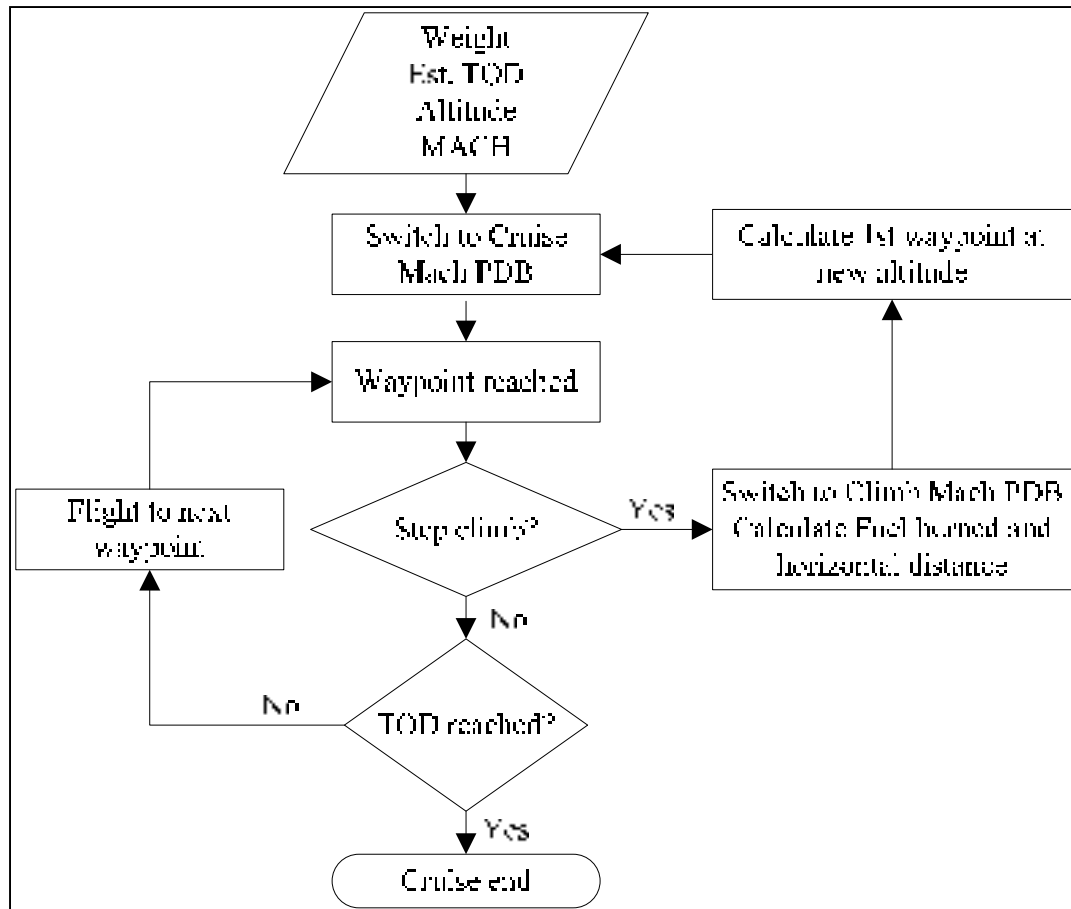 Weight
Est. TOD
Altitude
MACH
Switch to Cruise
Mach PDB
Calculate 1st waypoint at
new altitude
Waypoint reached
Flight to next
waypoint
Step climb?
Yes
Switch to Climb Mach PDB
Calculate Fuel burned and
horizontal distance
No
No
TOD reached?
Yes
Cruise end